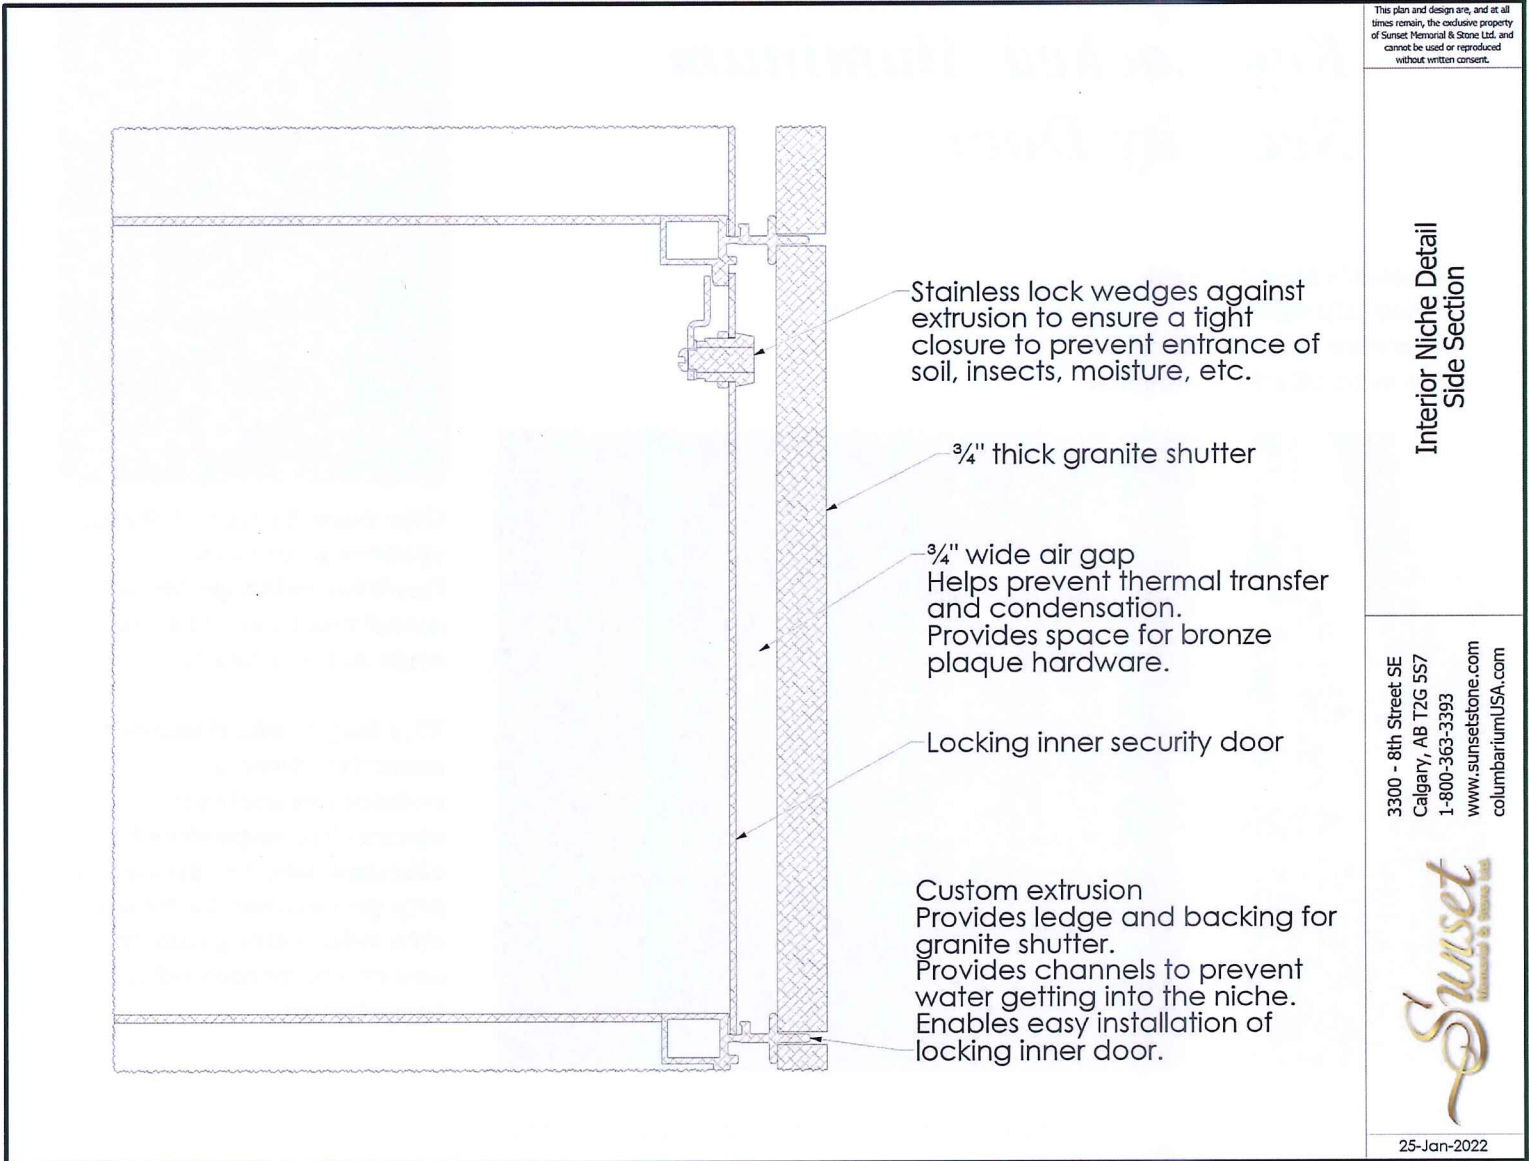 This plan and design are, and at all
times remain, the exclusive property
of Sunset Memorial & Stone Ltd. and
cannot be used or reproduced
without written consent.
Stainless lock wedges against
extrusion to ensure a tight
closure to prevent entrance of
soil, insects, moisture, etc.
¾" thick granite shutter
¾" wide air gap
Helps prevent thermal transfer
and condensation.
Provides space for bronze
plaque hardware.
Locking inner security door
Custom extrusion
Provides ledge and backing for
granite shutter.
Provides channels to prevent
water getting into the niche.
Enables easy installation of
locking inner door.
Interior Niche Detail
Side Section
3300 - 8th Street SE
Calgary, AB T2G 5S7
1-800-363-3393
www.sunsetstone.com
columbariumUSA.com
Sunset
Memorial & Stone Ltd.
25-Jan-2022